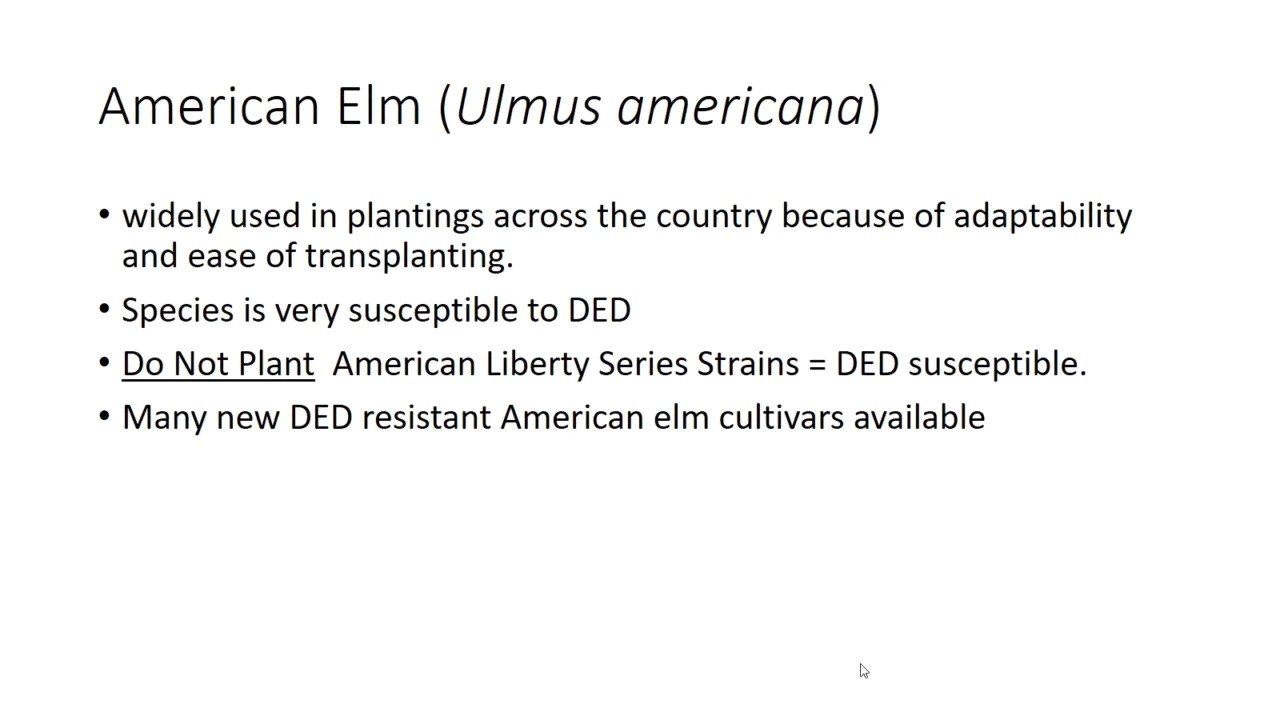 American Elm (Ulmus americana)
• widely used in plantings across the country because of adaptability
and ease of transplanting.
• Species is very susceptible to DED
• Do Not Plant  American Liberty Series Strains = DED susceptible.
• Many new DED resistant American elm cultivars available